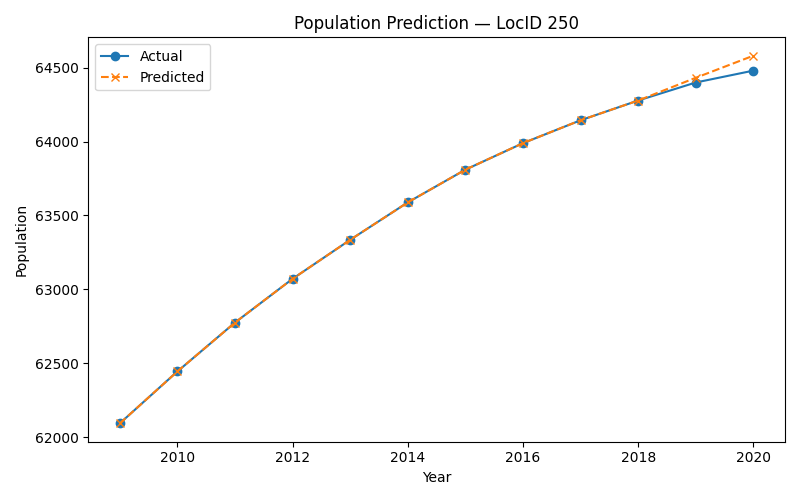 Population Prediction — LocID 250
Actual
Predicted
Population
64500
64000
63500
63000
62500
62000
2010 2012 2014 2016 2018 2020
Year